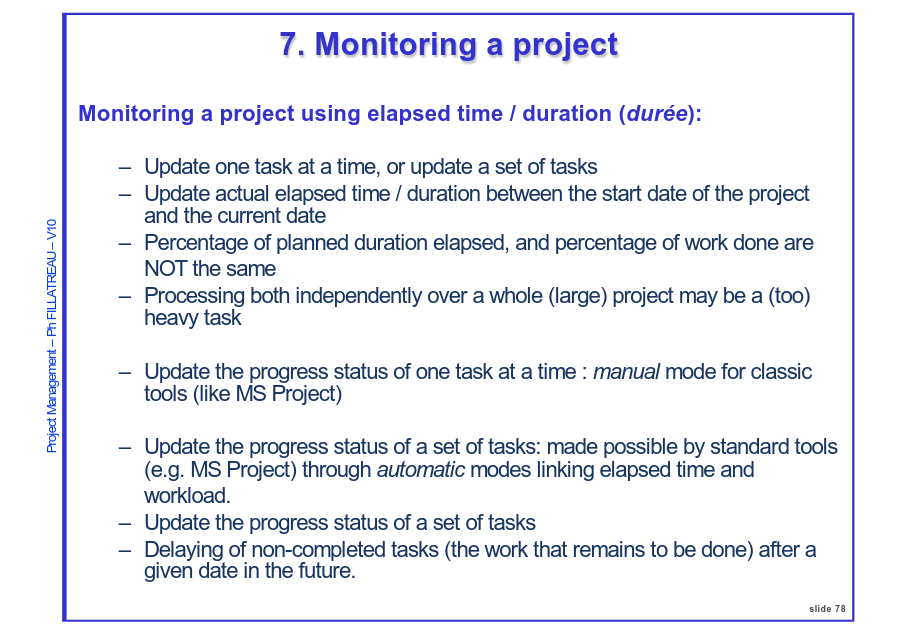 7. Monitoring a project
Monitoring a project using elapsed time / duration (durée):
– Update one task at a time, or update a set of tasks
– Update actual elapsed time / duration between the start date of the project
and the current date
– Percentage of planned duration elapsed, and percentage of work done are
NOT the same
– Processing both independently over a whole (large) project may be a (too)
heavy task
– Update the progress status of one task at a time : manual mode for classic
tools (like MS Project)
– Update the progress status of a set of tasks: made possible by standard tools
(e.g. MS Project) through automatic modes linking elapsed time and
workload.
– Update the progress status of a set of tasks
– Delaying of non-completed tasks (the work that remains to be done) after a
given date in the future.
Project Management – Ph FILLATREAU – V10
slide 78